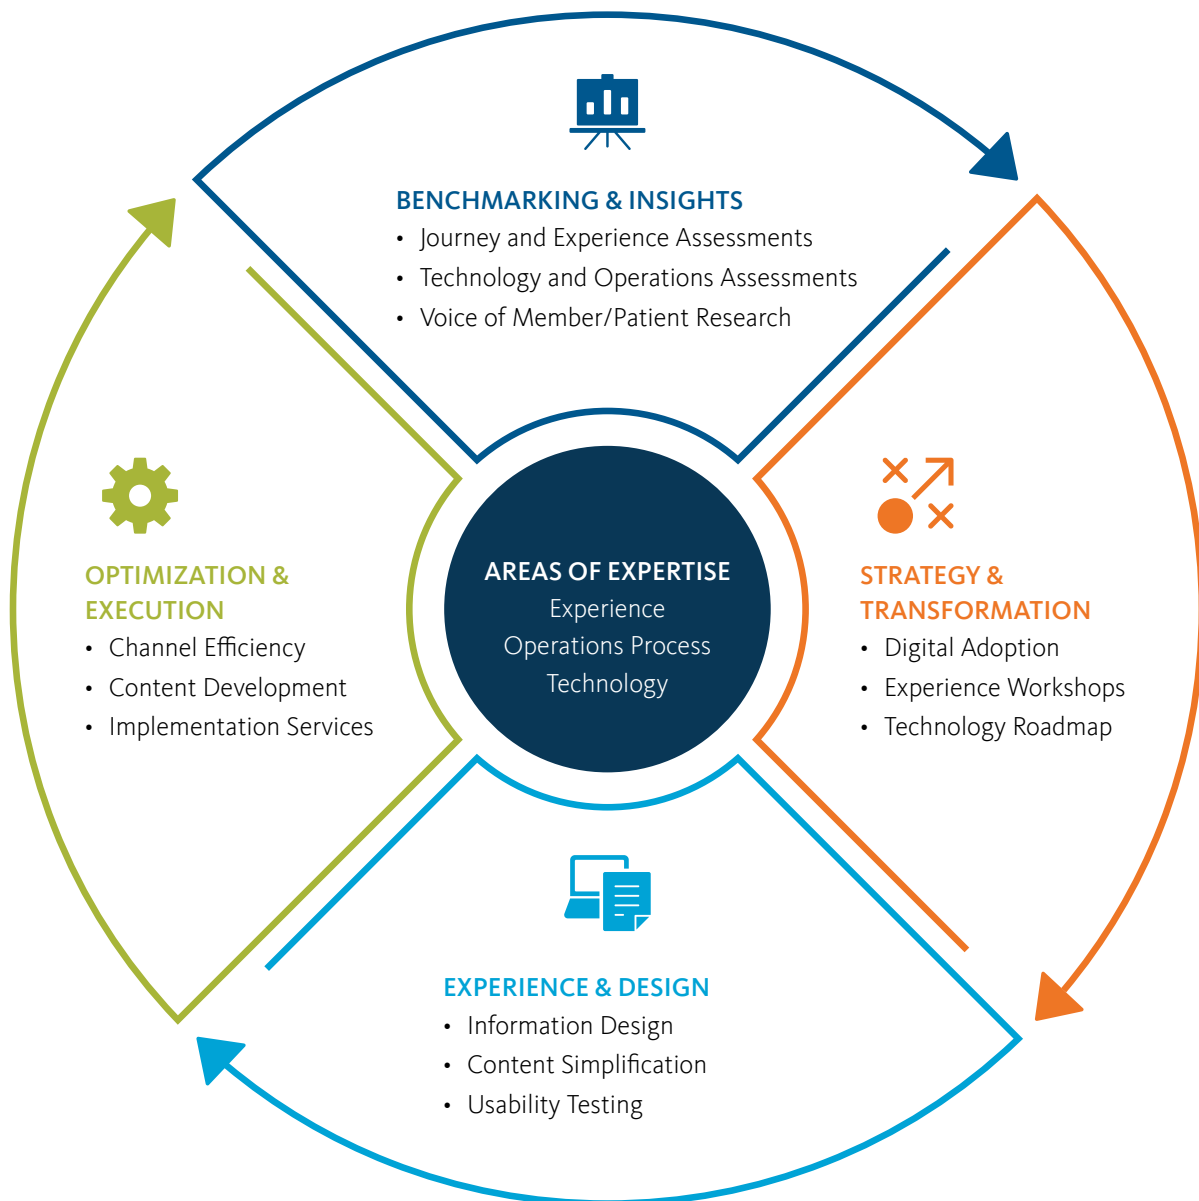 BENCHMARKING & INSIGHTS
• Journey and Experience Assessments
• Technology and Operations Assessments
• Voice of Member/Patient Research
STRATEGY &
TRANSFORMATION
• Digital Adoption
• Experience Workshops
• Technology Roadmap
EXPERIENCE & DESIGN
• Information Design
• Content Simplification
• Usability Testing
OPTIMIZATION &
EXECUTION
• Channel Efficiency
• Content Development
• Implementation Services
AREAS OF EXPERTISE
Experience
Operations Process
Technology